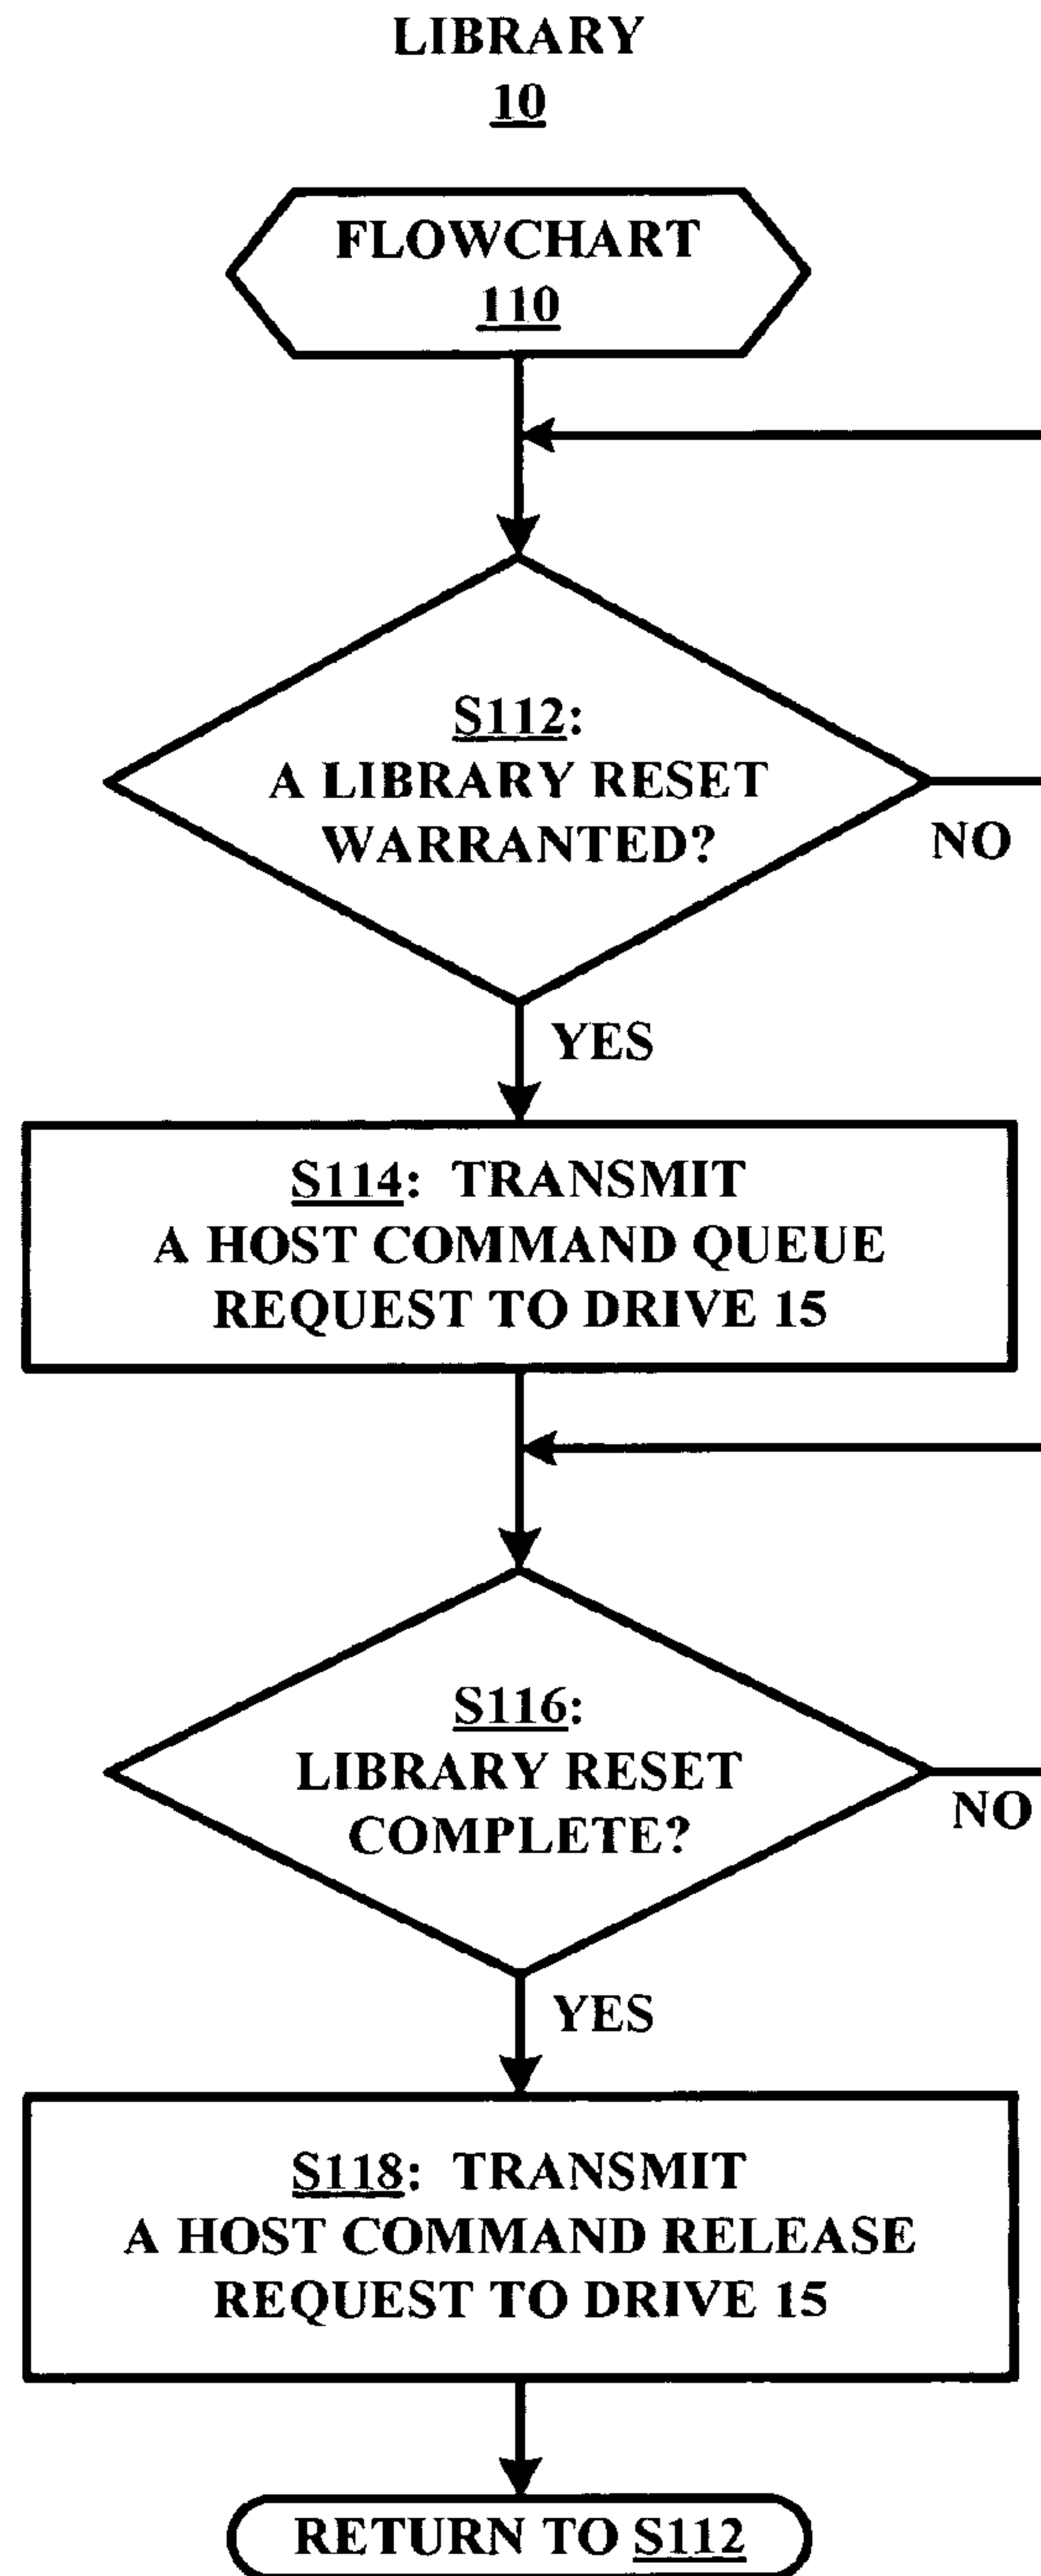 LIBRARY
10
FLOWCHART
110
S112:
A LIBRARY RESET
WARRANTED?
NO
YES
S114: TRANSMIT
A HOST COMMAND QUEUE
REQUEST TO DRIVE 15
S116:
LIBRARY RESET
COMPLETE?
NO
YES
S118: TRANSMIT
A HOST COMMAND RELEASE
REQUEST TO DRIVE 15
RETURN TO S112